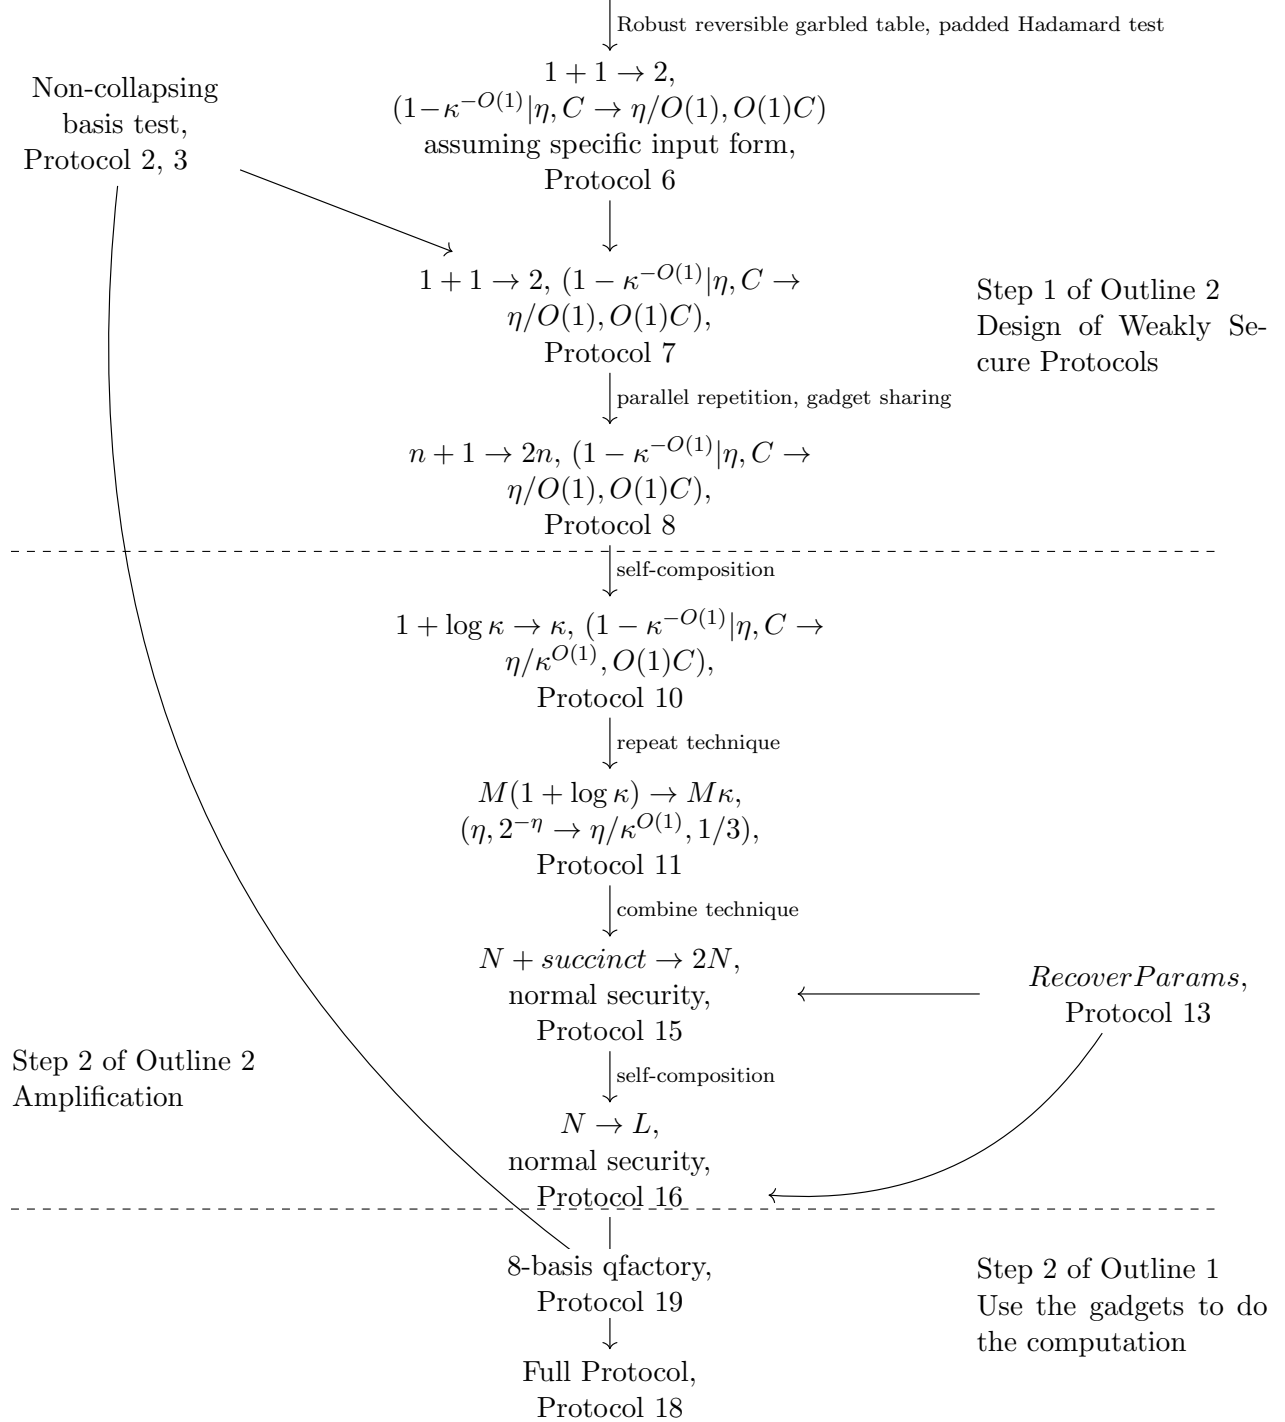 Robust reversible garbled table, padded Hadamard test
1 + 1 → 2,
(1−κ^{−O(1)}|η, C → η/O(1), O(1)C)
assuming specific input form,
Protocol 6
Non-collapsing
basis test,
Protocol 2, 3
1 + 1 → 2, (1 − κ^{−O(1)}|η, C →
η/O(1), O(1)C),
Protocol 7
Step 1 of Outline 2
Design of Weakly Se-
cure Protocols
parallel repetition, gadget sharing
n + 1 → 2n, (1 − κ^{−O(1)}|η, C →
η/O(1), O(1)C),
Protocol 8
self-composition
1 + log κ → κ, (1 − κ^{−O(1)}|η, C →
η/κ^{O(1)}, O(1)C),
Protocol 10
repeat technique
M(1 + log κ) → Mκ,
(η, 2^{−η} → η/κ^{O(1)}, 1/3),
Protocol 11
combine technique
N + succinct → 2N,
normal security,
Protocol 15
RecoverParams,
Protocol 13
Step 2 of Outline 2
Amplification
self-composition
N → L,
normal security,
Protocol 16
8-basis qfactory,
Protocol 19
Step 2 of Outline 1
Use the gadgets to do
the computation
Full Protocol,
Protocol 18